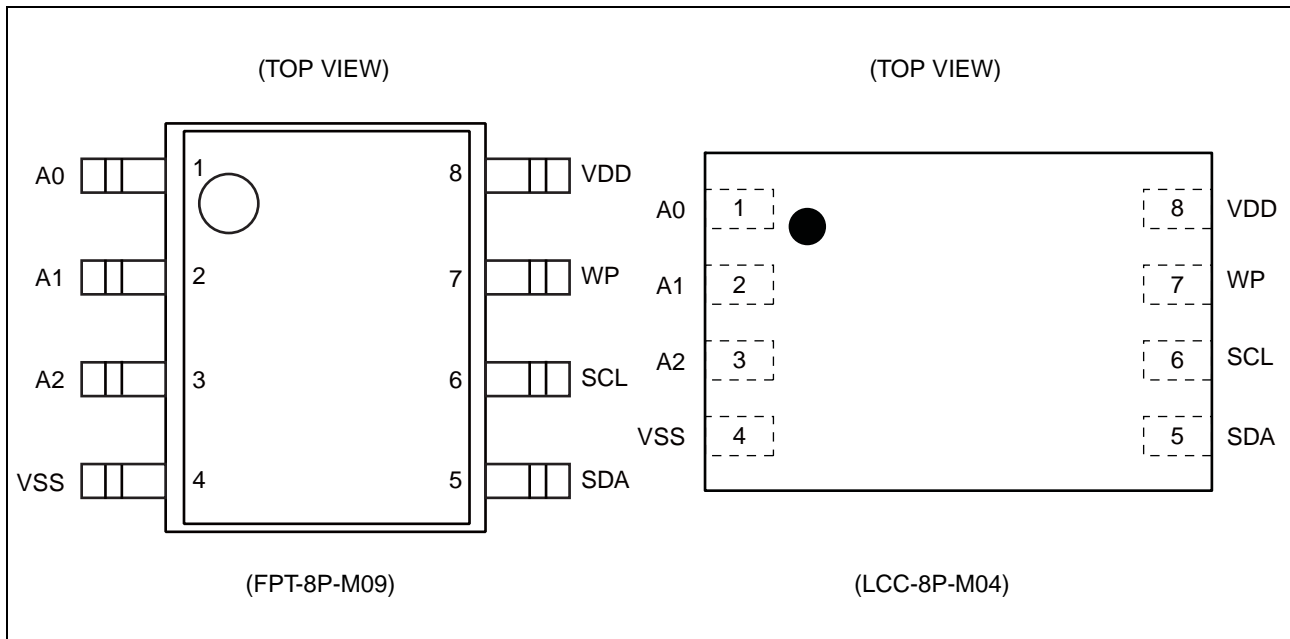 (TOP VIEW)
A0 1 8 VDD
A1 2 7 WP
A2 3 6 SCL
VSS 4 5 SDA
(FPT-8P-M09)
(TOP VIEW)
A0 1 8 VDD
A1 2 7 WP
A2 3 6 SCL
VSS 4 5 SDA
(LCC-8P-M04)